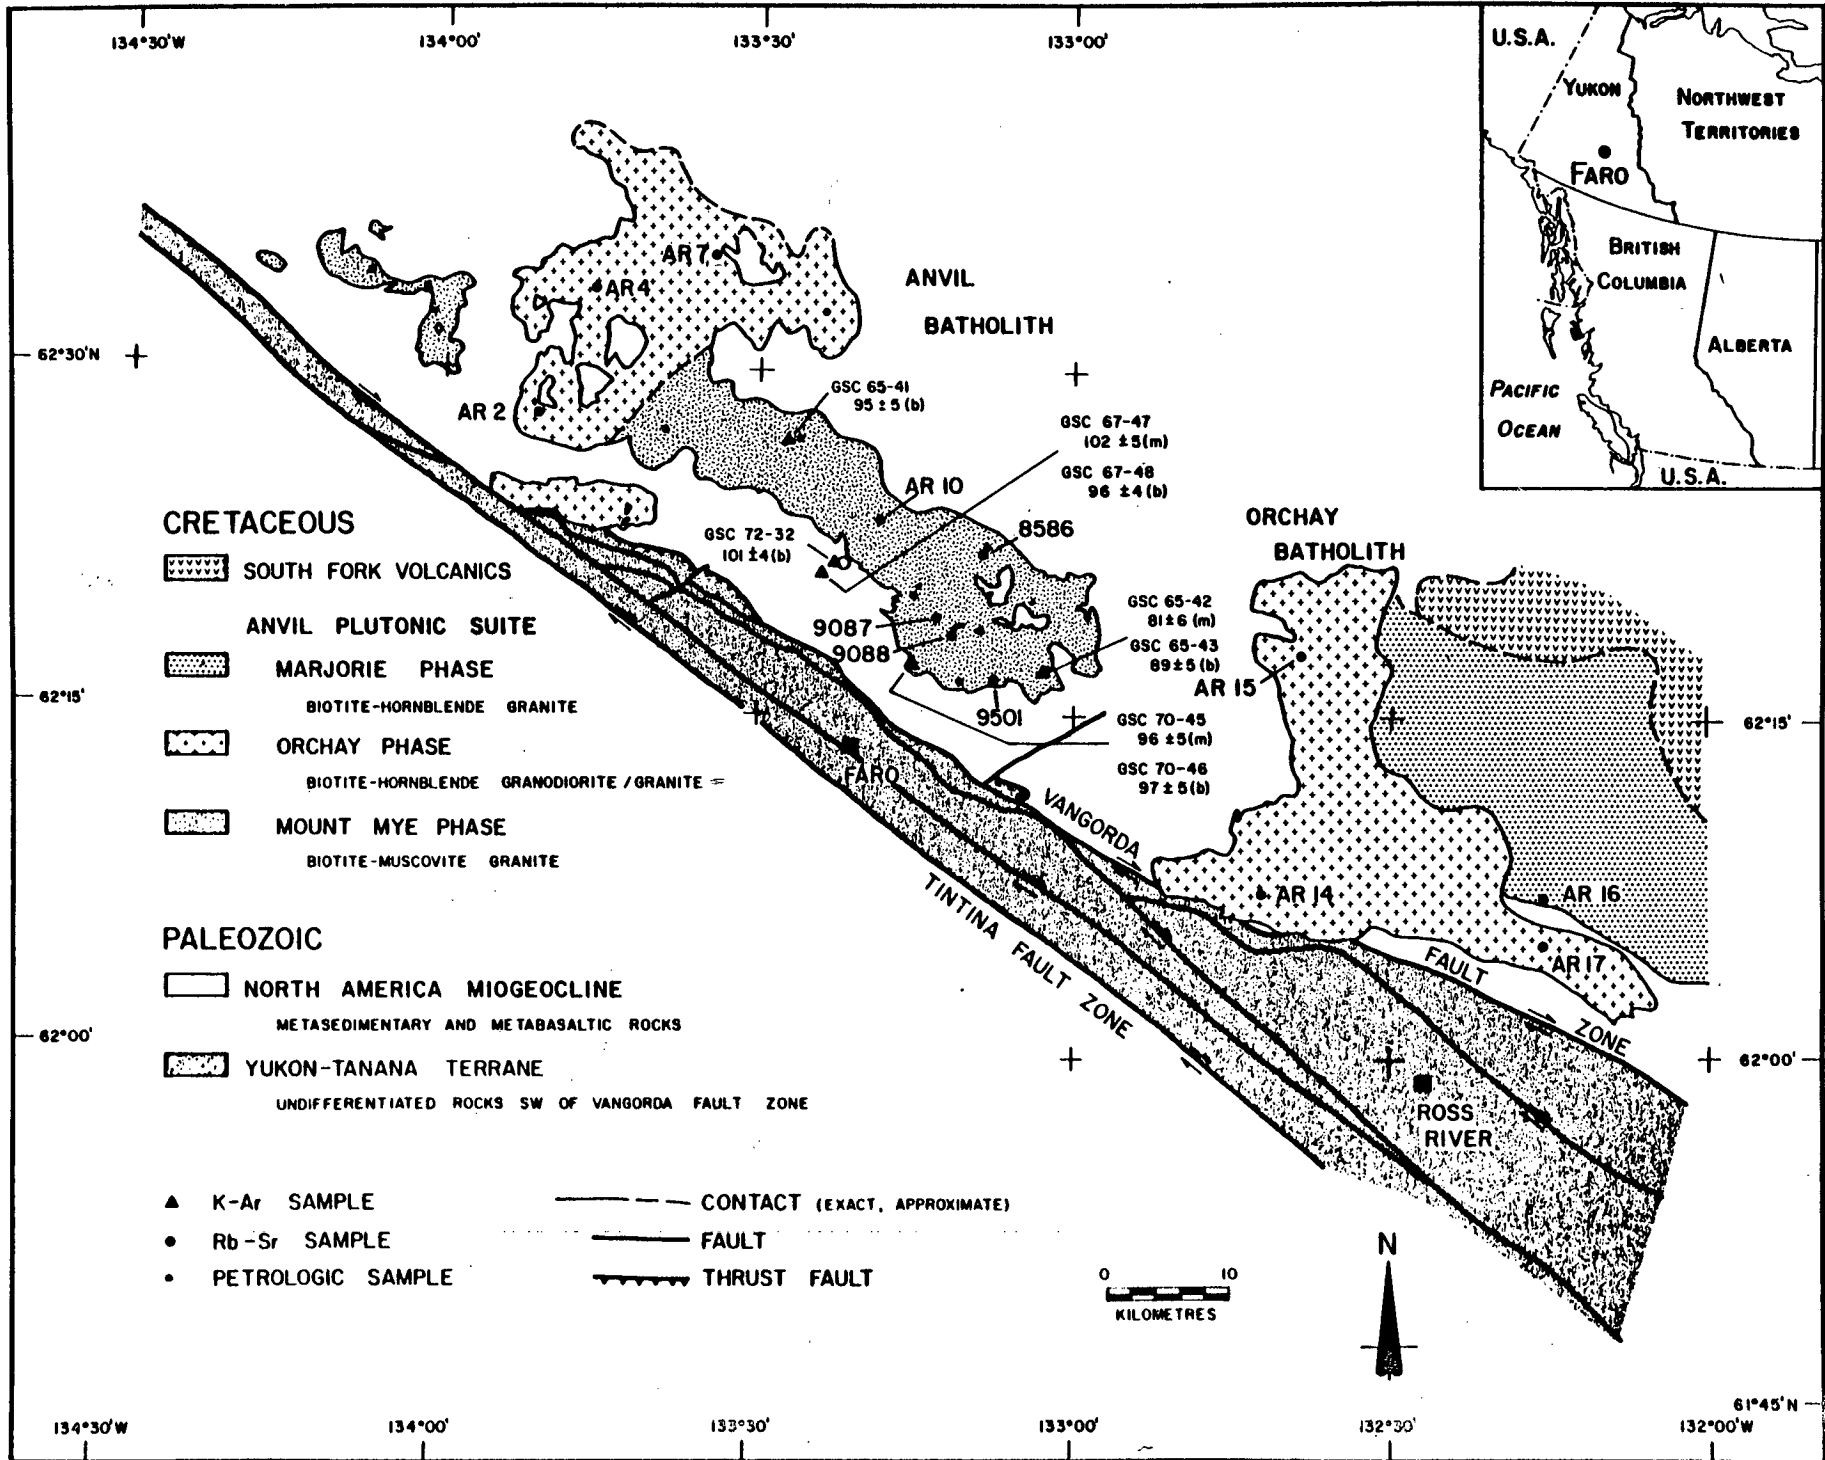 134°30'W 134°00' 133°30' 133°00'
U.S.A.
YUKON
NORTHWEST
TERRITORIES
FARO
BRITISH
COLUMBIA
ALBERTA
PACIFIC
OCEAN
U.S.A.
AR 7
AR 4
ANVIL
BATHOLITH
62°30'N
AR 2
GSC 65-41
95 ± 5 (b)
GSC 67-47
102 ± 5 (m)
GSC 67-48
96 ± 4 (b)
AR 10
GSC 72-32
101 ± 4 (b)
8586
ORCHAY
BATHOLITH
9087
9088
GSC 65-42
81 ± 6 (m)
GSC 65-43
89 ± 5 (b)
AR 15
9501
GSC 70-45
96 ± 5 (m)
GSC 70-46
97 ± 5 (b)
62°15'
62°15'
FARO
VANGORDA
FAULT
ZONE
TINTINA FAULT ZONE
AR 14
AR 16
AR 17
62°00'
62°00'
ROSS
RIVER
CRETACEOUS
SOUTH FORK VOLCANICS
ANVIL PLUTONIC SUITE
MARJORIE PHASE
BIOTITE-HORNBLENDE GRANITE
ORCHAY PHASE
BIOTITE-HORNBLENDE GRANODIORITE / GRANITE
MOUNT MYE PHASE
BIOTITE-MUSCOVITE GRANITE
PALEOZOIC
NORTH AMERICA MIOGEOCLINE
METASEDIMENTARY AND METABASALTIC ROCKS
YUKON-TANANA TERRANE
UNDIFFERENTIATED ROCKS SW OF VANGORDA FAULT ZONE
K-Ar SAMPLE
Rb-Sr SAMPLE
PETROLOGIC SAMPLE
CONTACT (EXACT, APPROXIMATE)
FAULT
THRUST FAULT
0 10
KILOMETRES
N
61°45'N
134°30'W 134°00' 133°30' 133°00' 132°30' 132°00'W